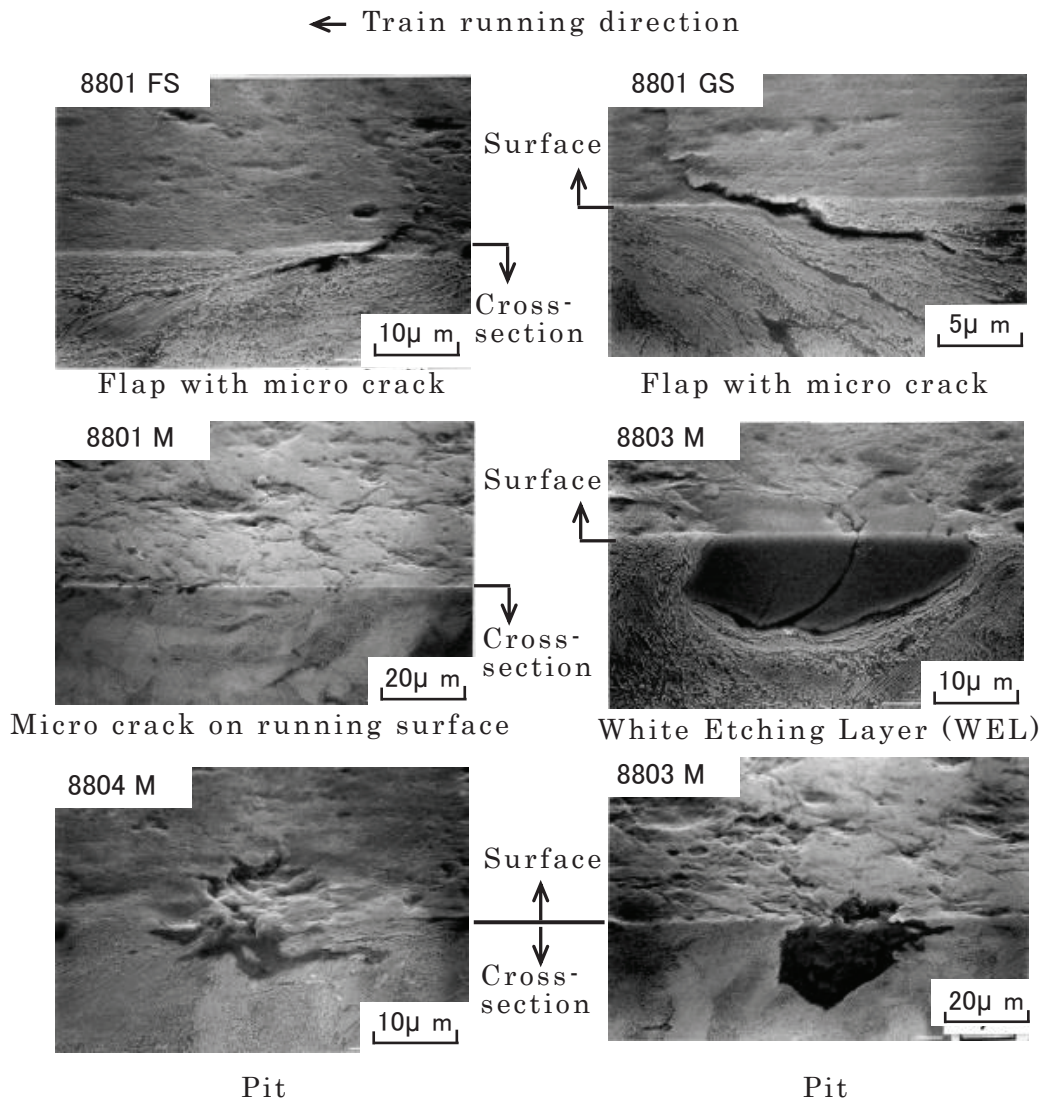 ← Train running direction
8801 FS
8801 GS
Surface
Cross-
section
10μ m
5μ m
Flap with micro crack
Flap with micro crack
8801 M
8803 M
Surface
Cross-
section
20μ m
10μ m
Micro crack on running surface
White Etching Layer (WEL)
8804 M
8803 M
Surface
Cross-
section
10μ m
20μ m
Pit
Pit